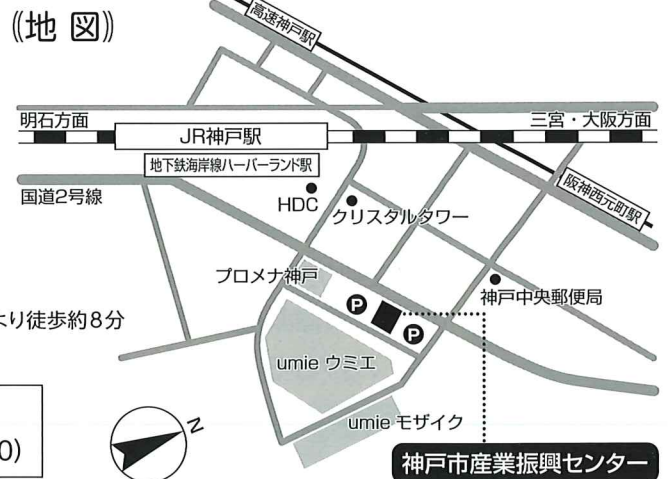 《地 図》
高速神戸駅
明石方面
三宮・大阪方面
JR神戸駅
地下鉄海岸線ハーバーランド駅
阪神西元町駅
国道2号線
HDC
クリスタルタワー
プロメナ神戸
神戸中央郵便局
P
P
より徒歩約8分
umie ウミエ
umie モザイク
N
0)
神戸市産業振興センター